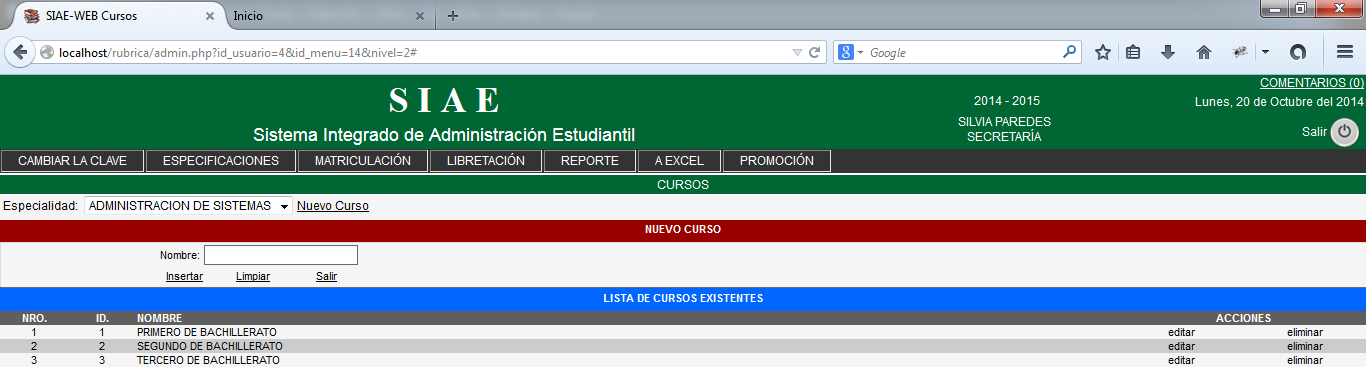 SIAE-WEB Cursos
Inicio
localhost/rubrica/admin.php?id_usuario=4&id_menu=14&nivel=2#
Google
COMENTARIOS (0)
S I A E
2014 - 2015
Lunes, 20 de Octubre del 2014
SILVIA PAREDES
Sistema Integrado de Administración Estudiantil
SECRETARÍA
Salir
CAMBIAR LA CLAVE ESPECIFICACIONES MATRICULACIÓN LIBRETACIÓN REPORTE A EXCEL PROMOCIÓN
CURSOS
Especialidad: ADMINISTRACION DE SISTEMAS Nuevo Curso
NUEVO CURSO
Nombre:
Insertar Limpiar Salir
LISTA DE CURSOS EXISTENTES
NRO. ID. NOMBRE ACCIONES
1 1 PRIMERO DE BACHILLERATO editar eliminar
2 2 SEGUNDO DE BACHILLERATO editar eliminar
3 3 TERCERO DE BACHILLERATO editar eliminar